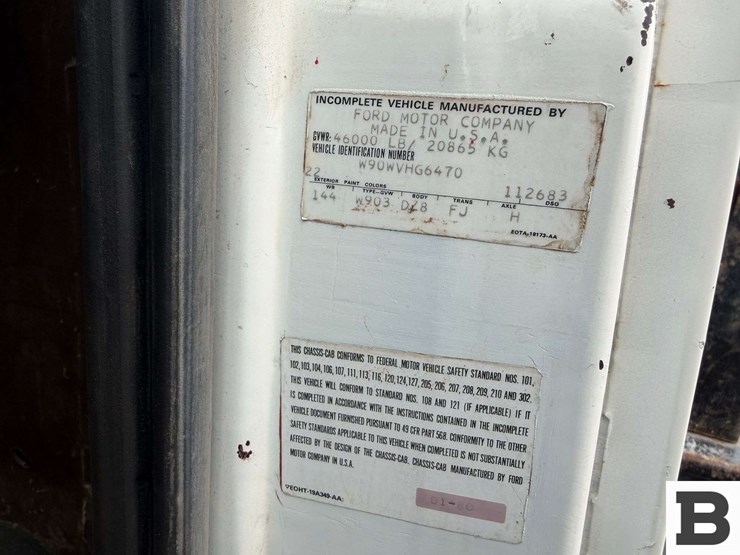 INCOMPLETE VEHICLE MANUFACTURED BY
FORD MOTOR COMPANY
MADE IN U.S.A.
GVWR: 46000 LB/ 20865 KG
VEHICLE IDENTIFICATION NUMBER
W90WVHG6470
22 112683
EXTERIOR PAINT COLORS DSO
WB TYPE-GVW BODY TRANS AXLE
144 W903 DZ8 FJ H
EOTA-19173-AA
THIS CHASSIS-CAB CONFORMS TO FEDERAL MOTOR VEHICLE SAFETY STANDARD NOS. 101,
102, 103, 104, 106, 107, 111, 113, 116, 120, 124, 127, 205, 206, 207, 208, 209, 210 AND 302.
THIS VEHICLE WILL CONFORM TO STANDARD NOS. 108 AND 121 (IF APPLICABLE) IF IT
IS COMPLETED IN ACCORDANCE WITH THE INSTRUCTIONS CONTAINED IN THE INCOMPLETE
VEHICLE DOCUMENT FURNISHED PURSUANT TO 49 CFR PART 568. CONFORMITY TO THE OTHER
SAFETY STANDARDS APPLICABLE TO THIS VEHICLE WHEN COMPLETED IS NOT SUBSTANTIALLY
AFFECTED BY THE DESIGN OF THE CHASSIS-CAB. CHASSIS-CAB MANUFACTURED BY FORD
MOTOR COMPANY IN U.S.A.
EOHT-19A349-AA:
B